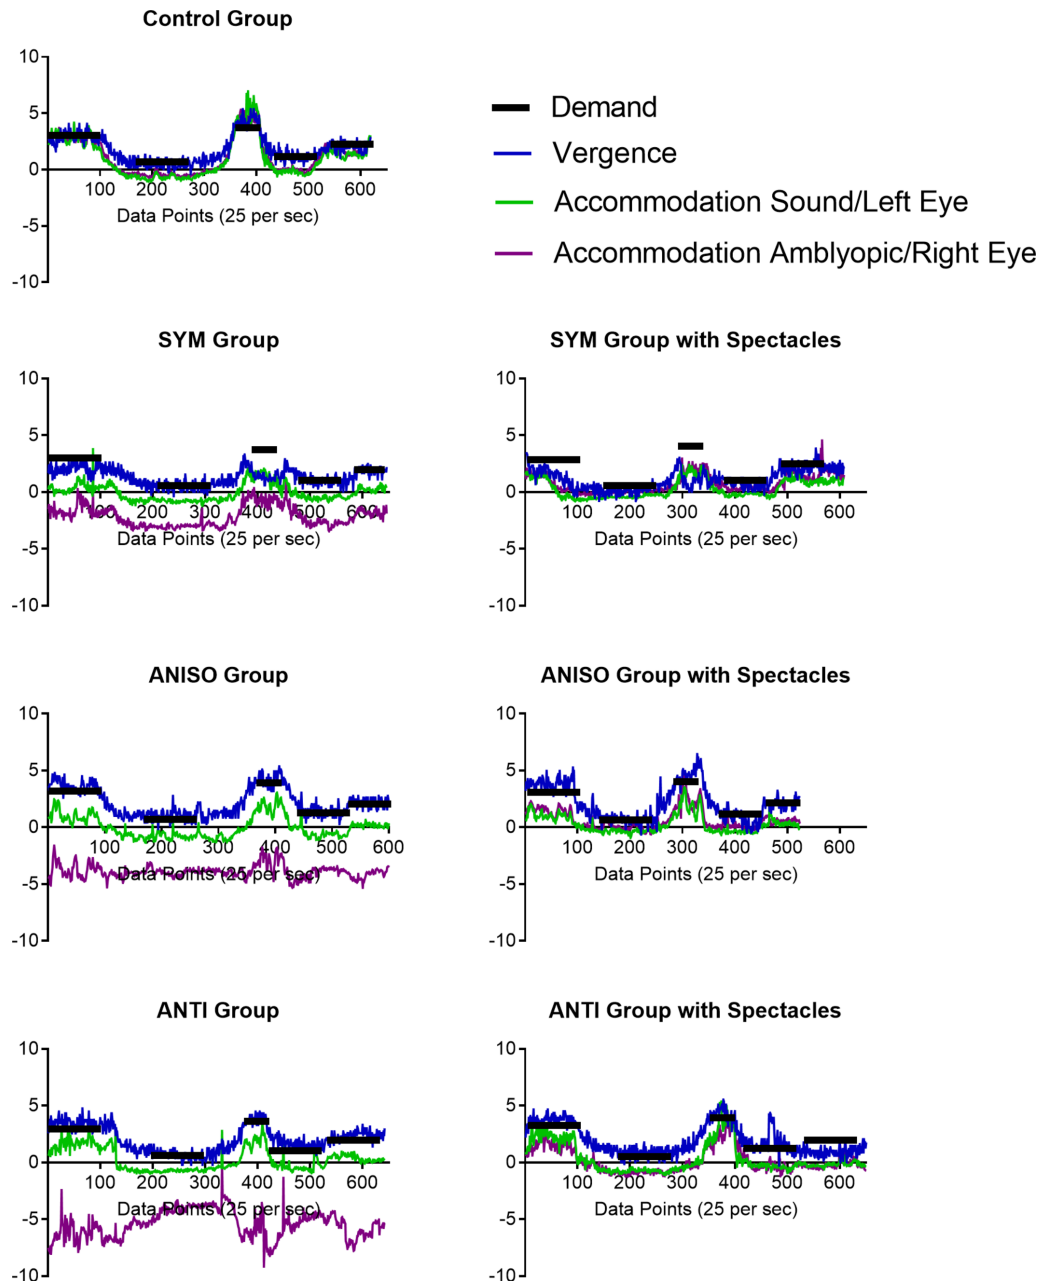 Control Group
10
5
0
-5
-10
100 200 300 400 500 600
Data Points (25 per sec)
Demand
Vergence
Accommodation Sound/Left Eye
Accommodation Amblyopic/Right Eye
SYM Group
10
5
0
-5
-10
100 200 300 400 500 600
Data Points (25 per sec)
SYM Group with Spectacles
10
5
0
-5
-10
100 200 300 400 500 600
Data Points (25 per sec)
ANISO Group
10
5
0
-5
-10
100 200 300 400 500 600
Data Points (25 per sec)
ANISO Group with Spectacles
10
5
0
-5
-10
100 200 300 400 500 600
Data Points (25 per sec)
ANTI Group
10
5
0
-5
-10
100 200 300 400 500 600
Data Points (25 per sec)
ANTI Group with Spectacles
10
5
0
-5
-10
100 200 300 400 500 600
Data Points (25 per sec)